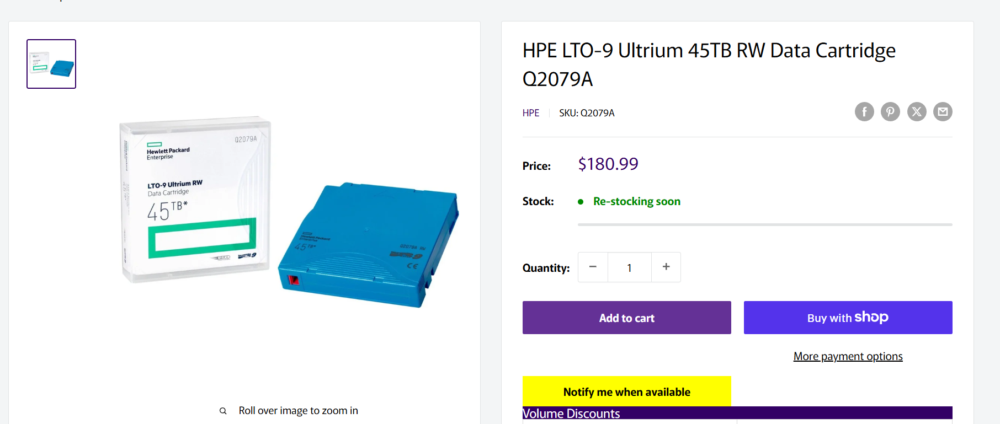 HPE LTO-9 Ultrium 45TB RW Data Cartridge
Q2079A
HPE
SKU: Q2079A
Price:
$180.99
Stock:
Re-stocking soon
Quantity:
− 1 +
Add to cart
Buy with shop
More payment options
Notify me when available
Volume Discounts
Q2079A
Hewlett Packard
Enterprise
LTO-9 Ultrium RW
Data Cartridge
45TB*
Hewlett Packard
Enterprise
45TB*
Q2079A RW
CE
Roll over image to zoom in